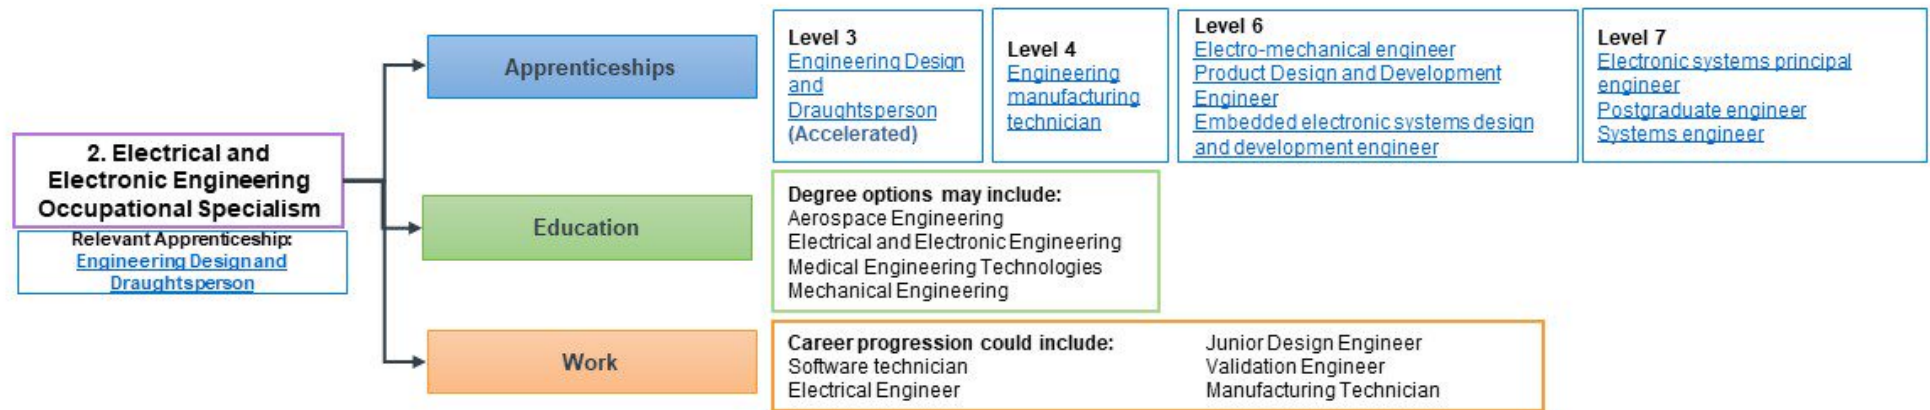 2. Electrical and
Electronic Engineering
Occupational Specialism
Relevant Apprenticeship:
Engineering Design and
Draughtsperson
Apprenticeships
Level 3
Engineering Design
and
Draughtsperson
(Accelerated)
Level 4
Engineering
manufacturing
technician
Level 6
Electro-mechanical engineer
Product Design and Development
Engineer
Embedded electronic systems design
and development engineer
Level 7
Electronic systems principal
engineer
Postgraduate engineer
Systems engineer
Education
Degree options may include:
Aerospace Engineering
Electrical and Electronic Engineering
Medical Engineering Technologies
Mechanical Engineering
Work
Career progression could include:
Software technician
Electrical Engineer
Junior Design Engineer
Validation Engineer
Manufacturing Technician